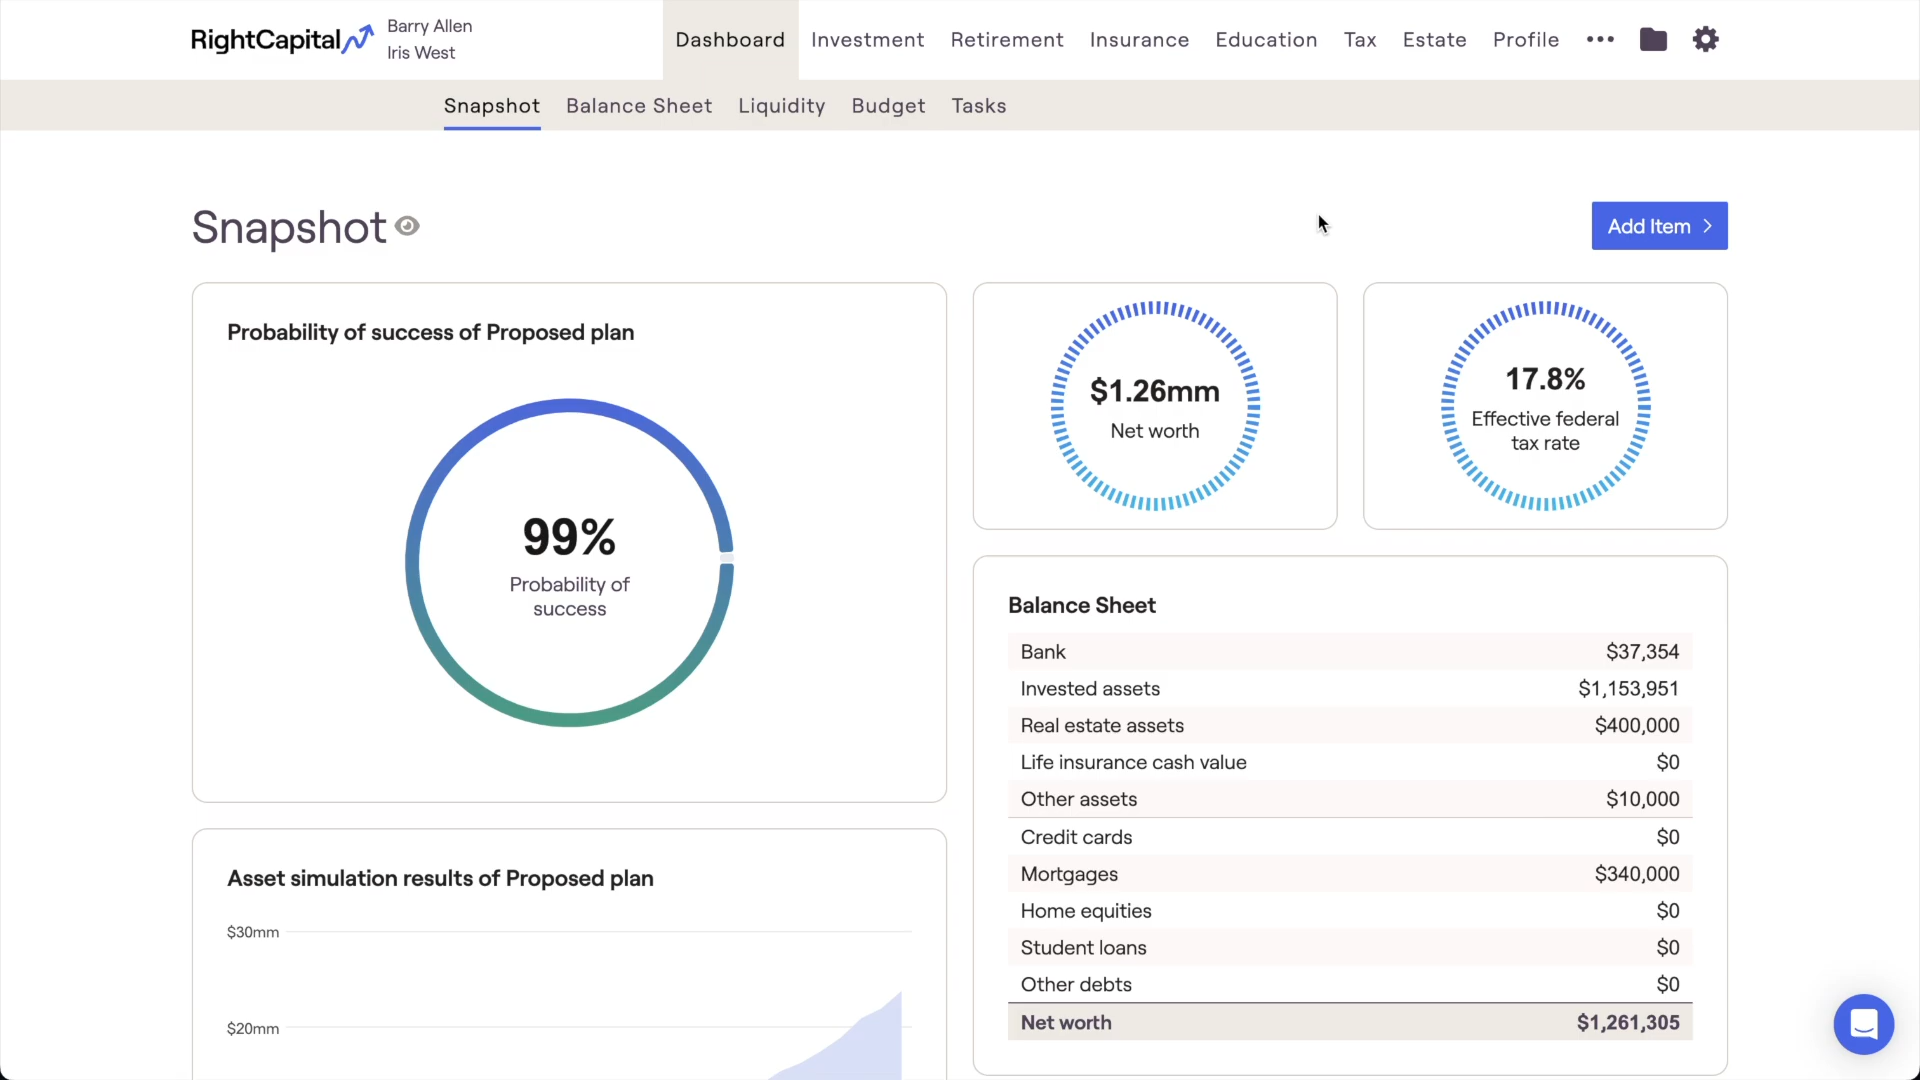 RightCapital
Barry Allen
Iris West
Dashboard
Investment
Retirement
Insurance
Education
Tax
Estate
Profile
Snapshot
Balance Sheet
Liquidity
Budget
Tasks
Snapshot
Add Item
Probability of success of Proposed plan
99%
Probability of
success
$1.26mm
Net worth
17.8%
Effective federal
tax rate
Balance Sheet
Bank $37,354
Invested assets $1,153,951
Real estate assets $400,000
Life insurance cash value $0
Other assets $10,000
Credit cards $0
Mortgages $340,000
Home equities $0
Student loans $0
Other debts $0
Net worth $1,261,305
Asset simulation results of Proposed plan
$30mm
$20mm